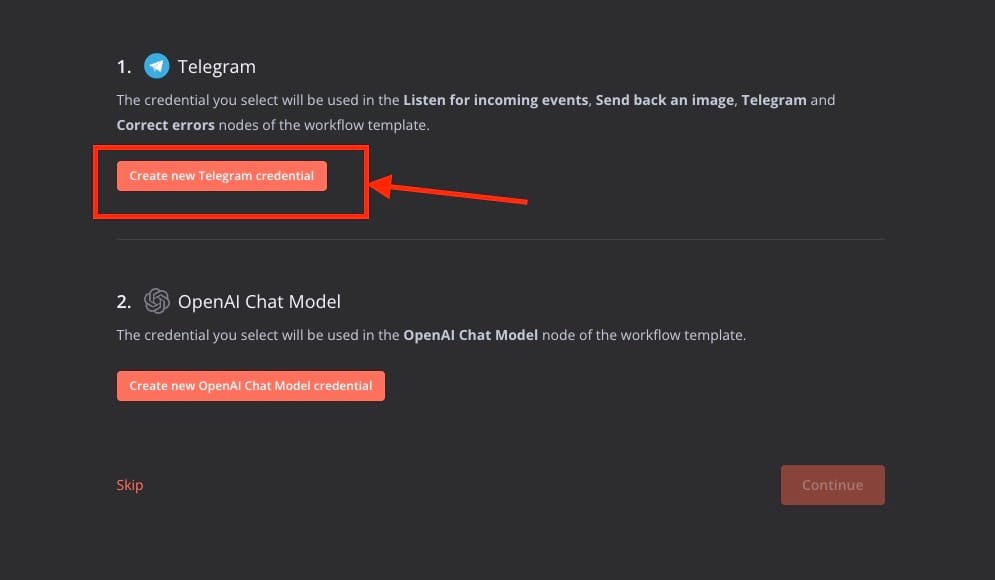 1. Telegram
The credential you select will be used in the Listen for incoming events, Send back an image, Telegram and
Correct errors nodes of the workflow template.
Create new Telegram credential
2. OpenAI Chat Model
The credential you select will be used in the OpenAI Chat Model node of the workflow template.
Create new OpenAI Chat Model credential
Skip
Continue